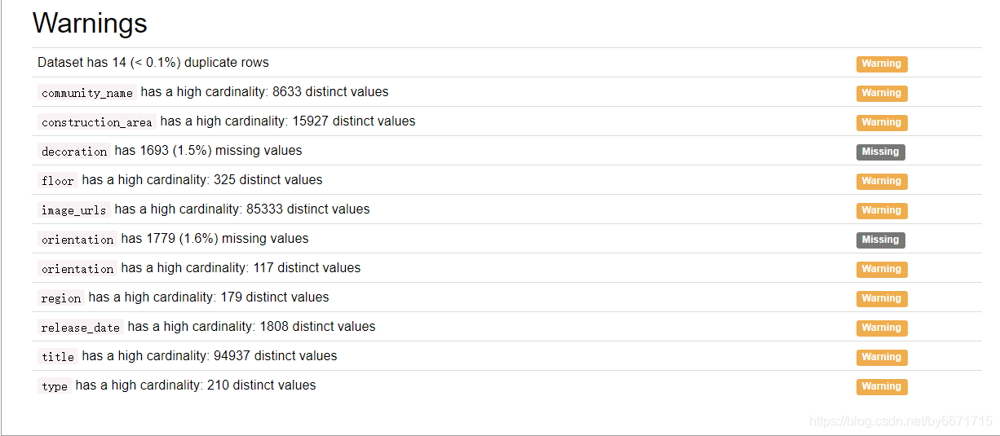 Warnings
Dataset has 14 (< 0.1%) duplicate rows Warning
community_name has a high cardinality: 8633 distinct values Warning
construction_area has a high cardinality: 15927 distinct values Warning
decoration has 1693 (1.5%) missing values Missing
floor has a high cardinality: 325 distinct values Warning
image_urls has a high cardinality: 85333 distinct values Warning
orientation has 1779 (1.6%) missing values Missing
orientation has a high cardinality: 117 distinct values Warning
region has a high cardinality: 179 distinct values Warning
release_date has a high cardinality: 1808 distinct values Warning
title has a high cardinality: 94937 distinct values Warning
type has a high cardinality: 210 distinct values Warning
https://blog.csdn.net/by6671715